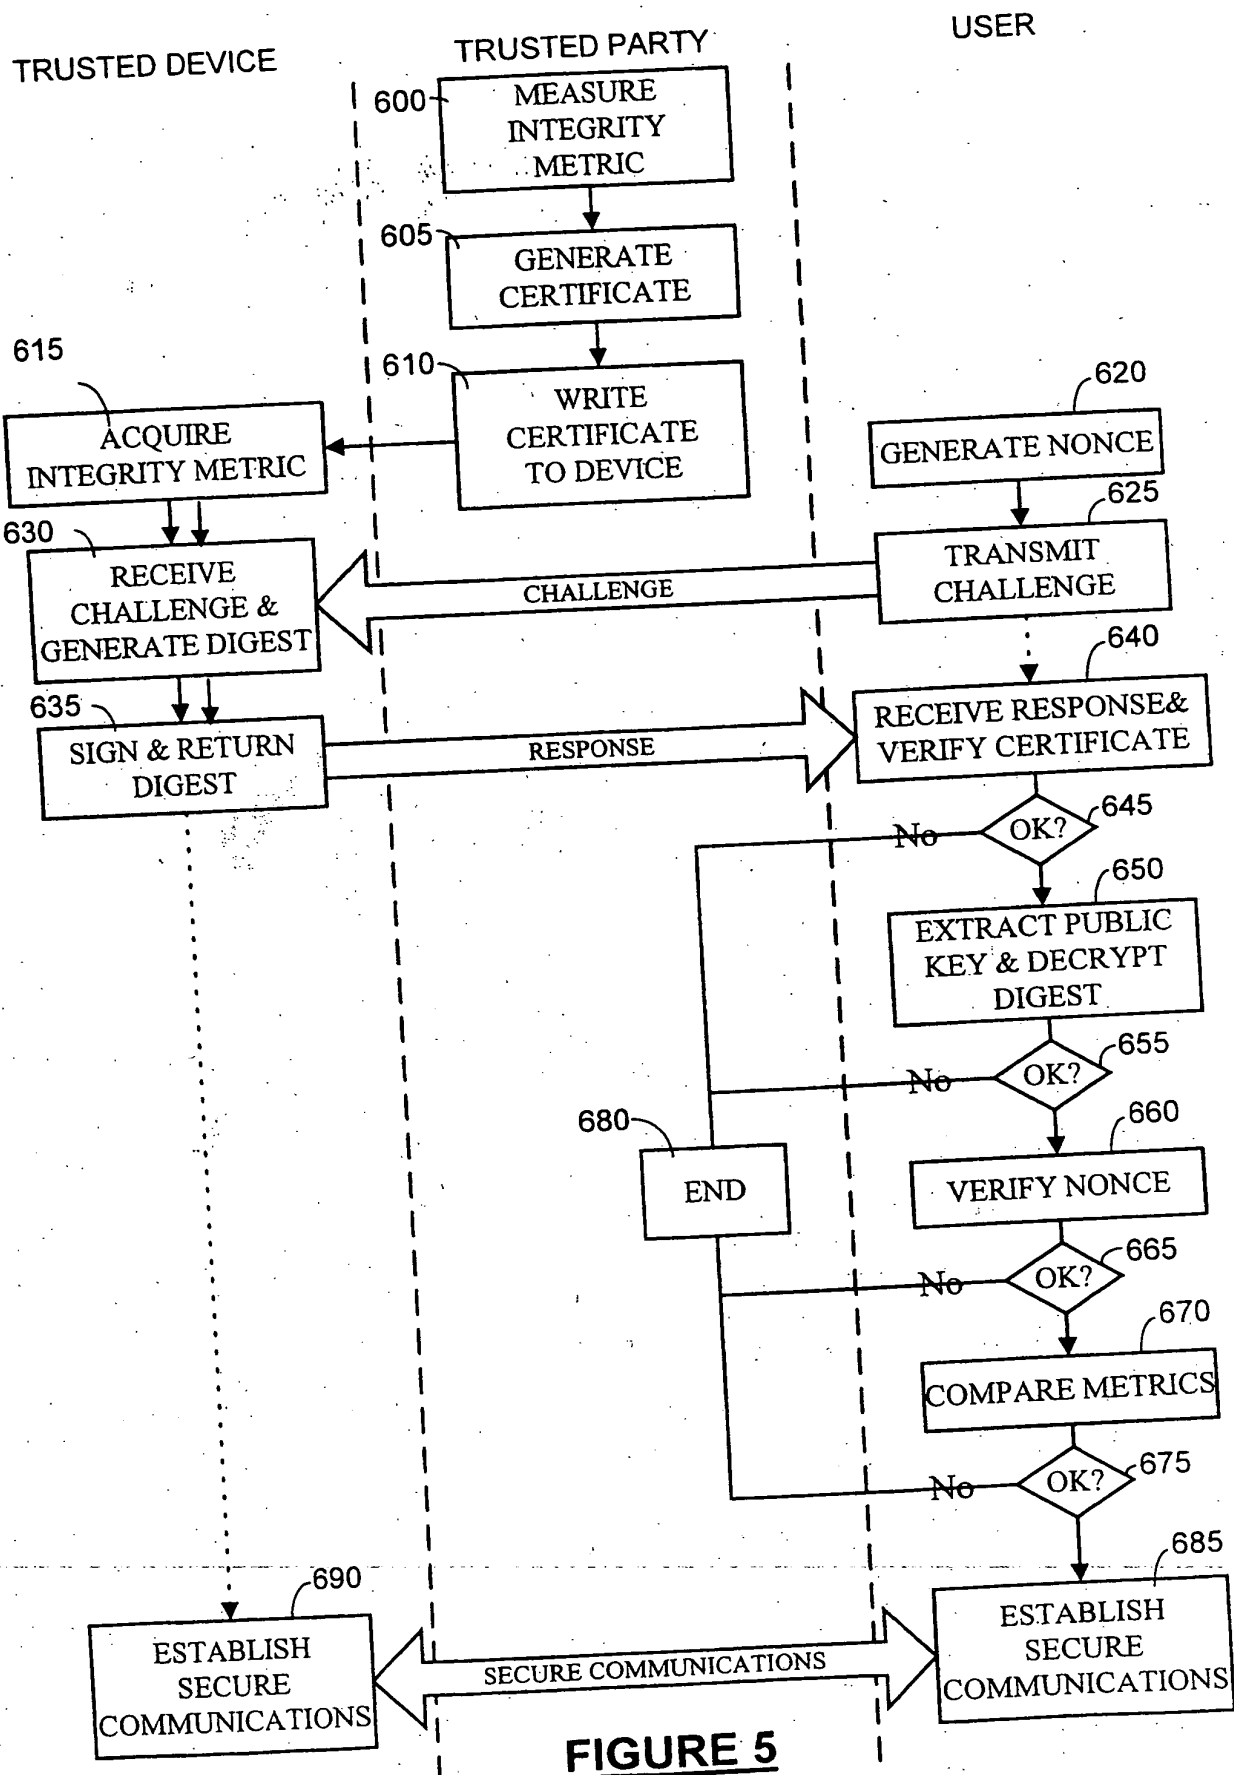 TRUSTED DEVICE
TRUSTED PARTY
USER
600
MEASURE
INTEGRITY
METRIC
605
GENERATE
CERTIFICATE
610
WRITE
CERTIFICATE
TO DEVICE
615
ACQUIRE
INTEGRITY METRIC
620
GENERATE NONCE
625
TRANSMIT
CHALLENGE
CHALLENGE
630
RECEIVE
CHALLENGE &
GENERATE DIGEST
635
SIGN & RETURN
DIGEST
RESPONSE
640
RECEIVE RESPONSE&
VERIFY CERTIFICATE
645
OK?
No
650
EXTRACT PUBLIC
KEY & DECRYPT
DIGEST
655
OK?
No
680
END
660
VERIFY NONCE
665
OK?
No
670
COMPARE METRICS
675
OK?
No
685
ESTABLISH
SECURE
COMMUNICATIONS
690
ESTABLISH
SECURE
COMMUNICATIONS
SECURE COMMUNICATIONS
FIGURE 5